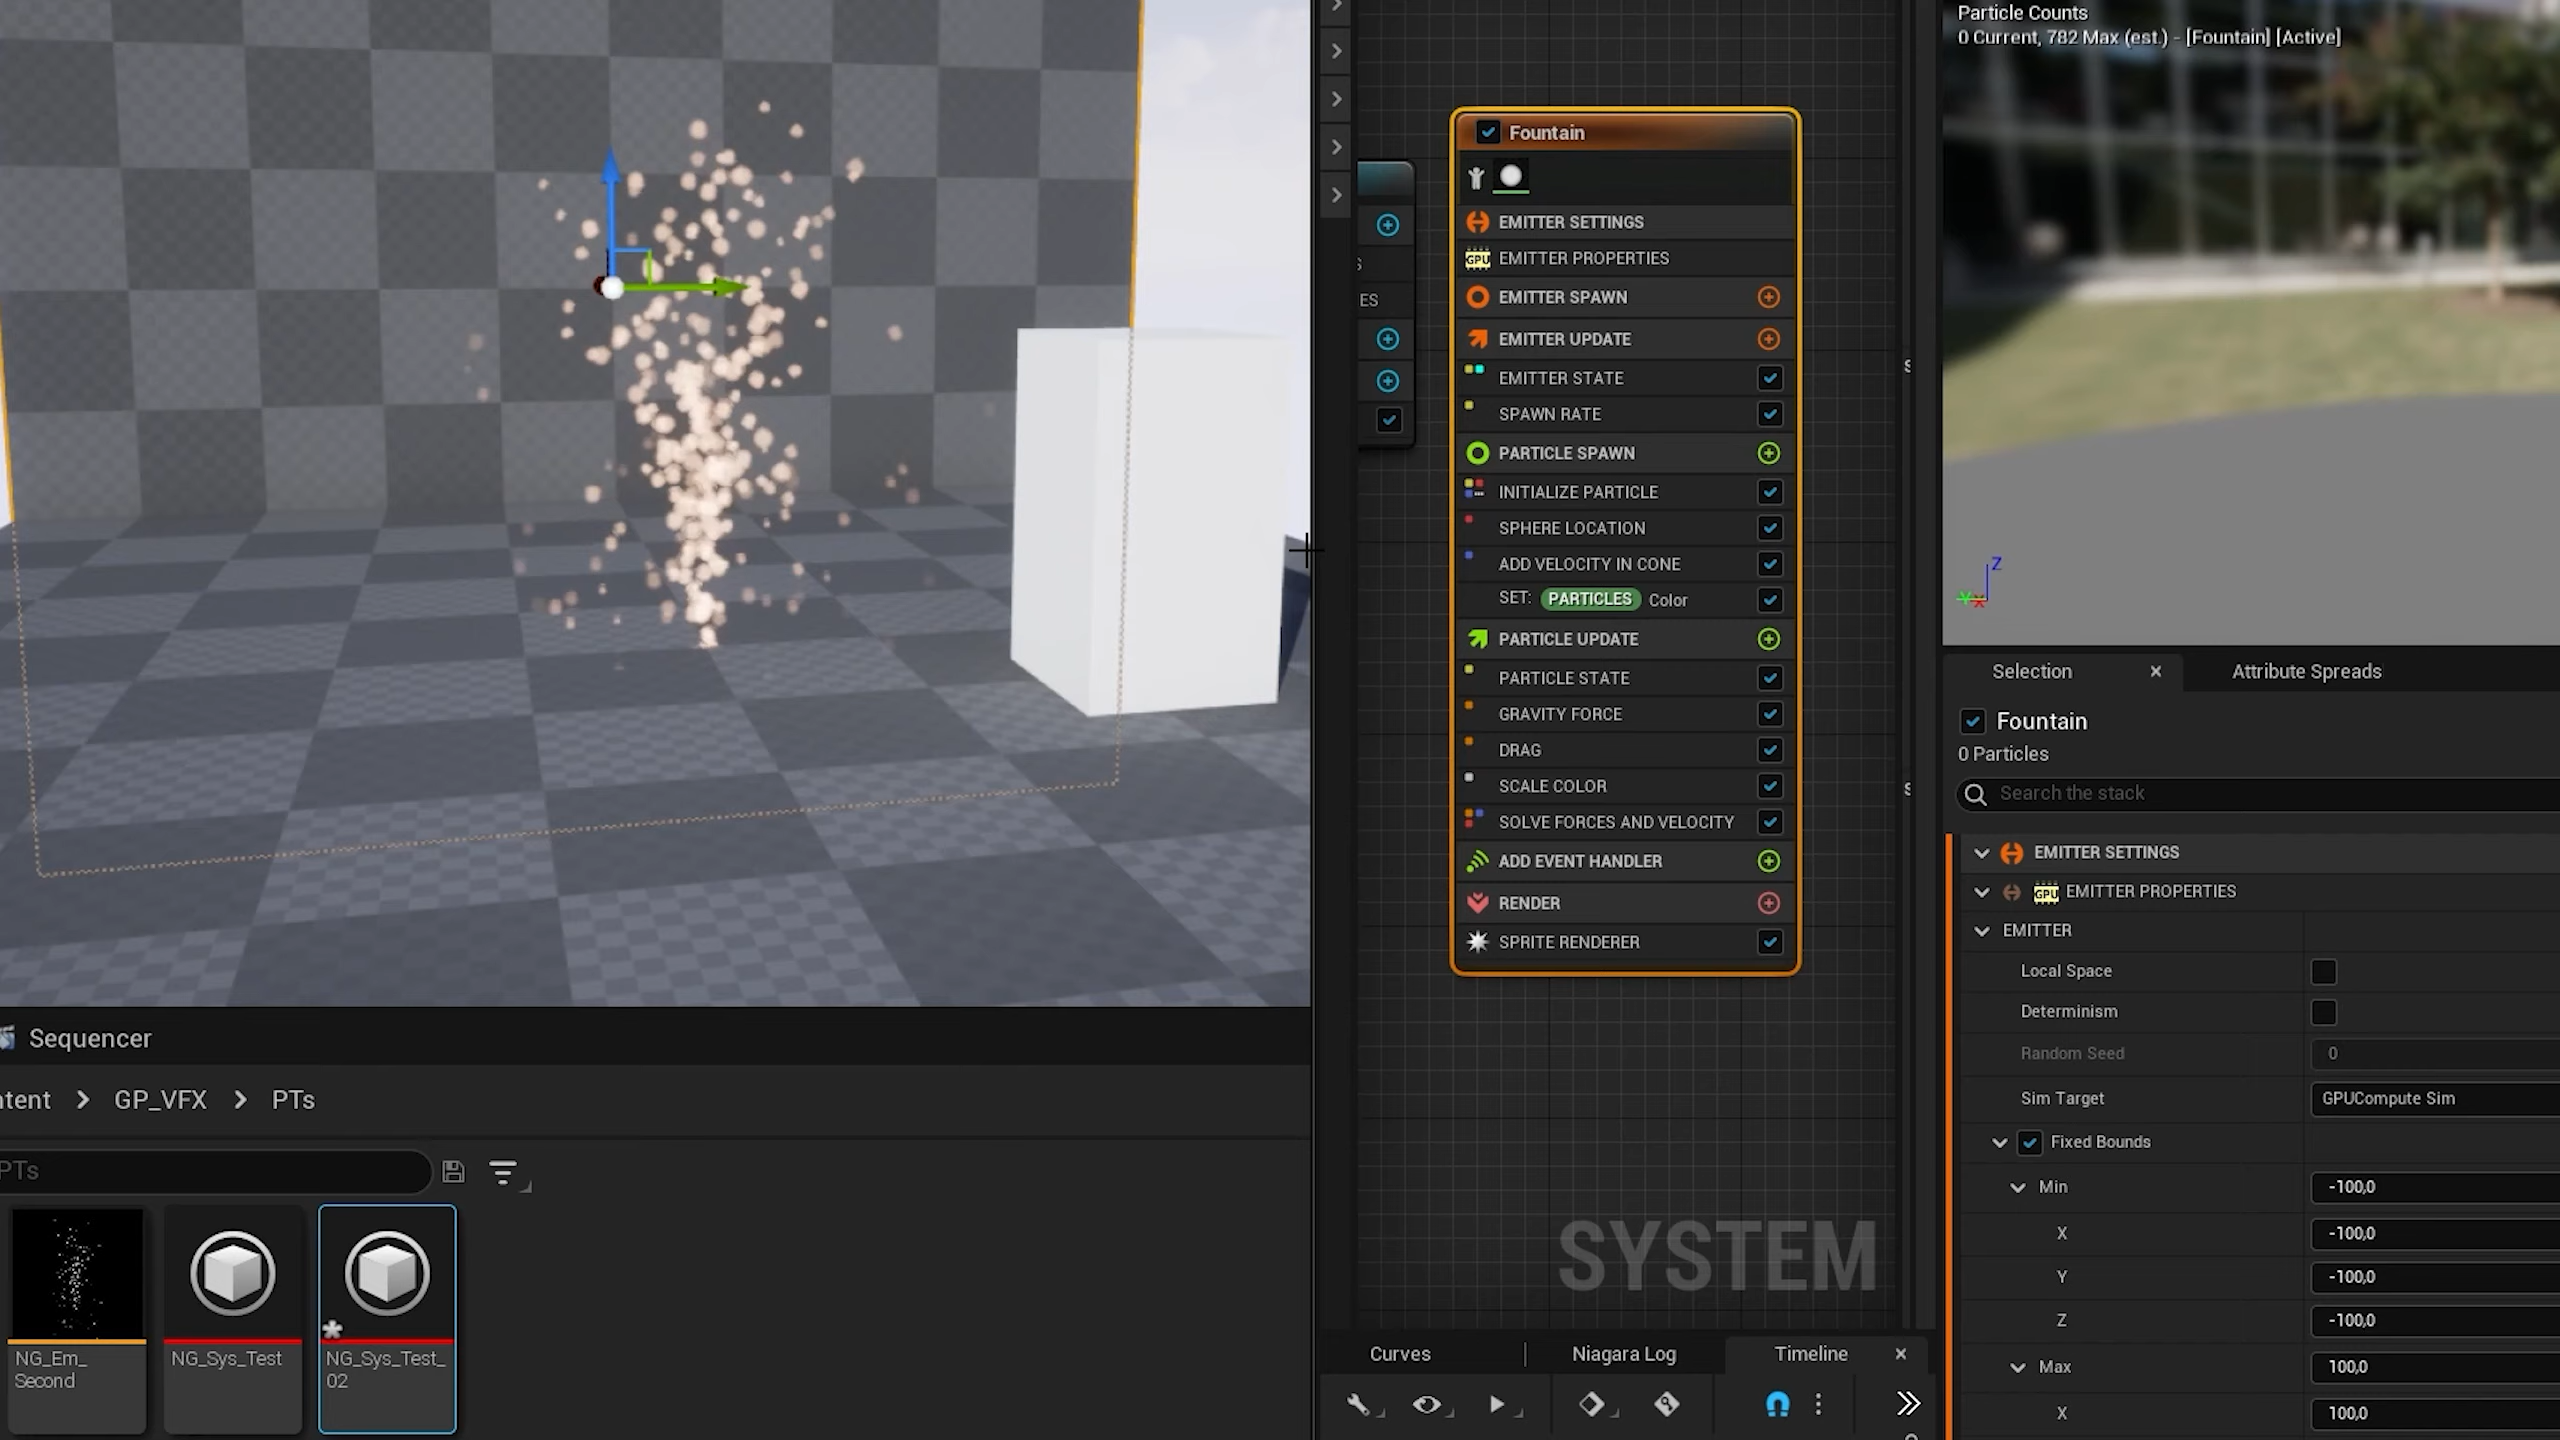 Particle Counts
0 Current, 782 Max (est.) - [Fountain] [Active]
Fountain
EMITTER SETTINGS
GPU EMITTER PROPERTIES
EMITTER SPAWN
EMITTER UPDATE
EMITTER STATE
SPAWN RATE
PARTICLE SPAWN
INITIALIZE PARTICLE
SPHERE LOCATION
ADD VELOCITY IN CONE
SET: PARTICLES Color
PARTICLE UPDATE
PARTICLE STATE
GRAVITY FORCE
DRAG
SCALE COLOR
SOLVE FORCES AND VELOCITY
ADD EVENT HANDLER
RENDER
SPRITE RENDERER
ES
SYSTEM
Z
Y
X
Selection
Attribute Spreads
Fountain
0 Particles
Search the stack
EMITTER SETTINGS
GPU EMITTER PROPERTIES
EMITTER
Local Space
Determinism
Random Seed 0
Sim Target GPUCompute Sim
Fixed Bounds
Min -100,0
X -100,0
Y -100,0
Z -100,0
Max 100,0
X 100,0
Sequencer
ntent > GP_VFX > PTs
PTs
NG_Em_
Second
NG_Sys_Test
NG_Sys_Test_
02
Curves
Niagara Log
Timeline